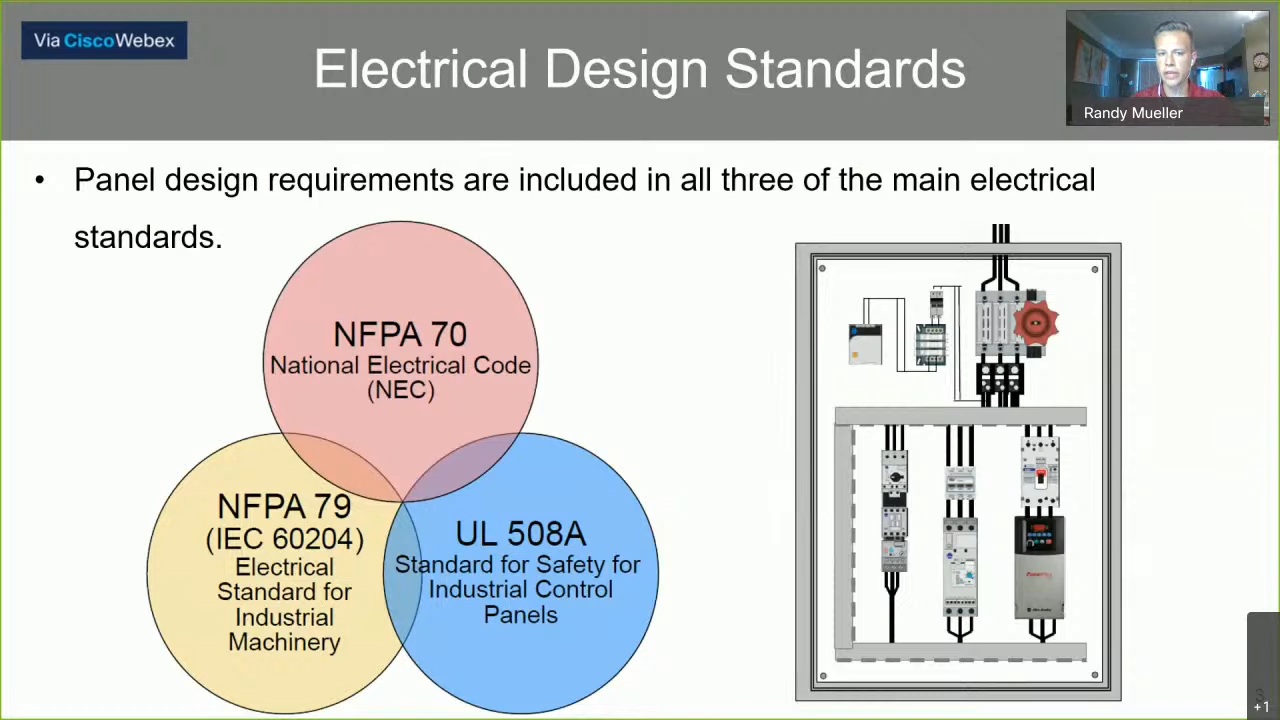 Via CiscoWebex
Electrical Design Standards
Randy Mueller
• Panel design requirements are included in all three of the main electrical
standards.
NFPA 70
National Electrical Code
(NEC)
NFPA 79
(IEC 60204)
Electrical
Standard for
Industrial
Machinery
UL 508A
Standard for Safety for
Industrial Control
Panels
+1